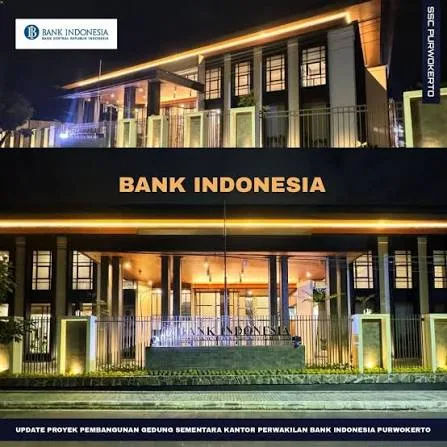 BANK INDONESIA
BANK SENTRAL REPUBLIK INDONESIA
SSC PURWOKERTO
BANK INDONESIA
BANK INDONESIA
UPDATE PROYEK PEMBANGUNAN GEDUNG SEMENTARA KANTOR PERWAKILAN BANK INDONESIA PURWOKERTO